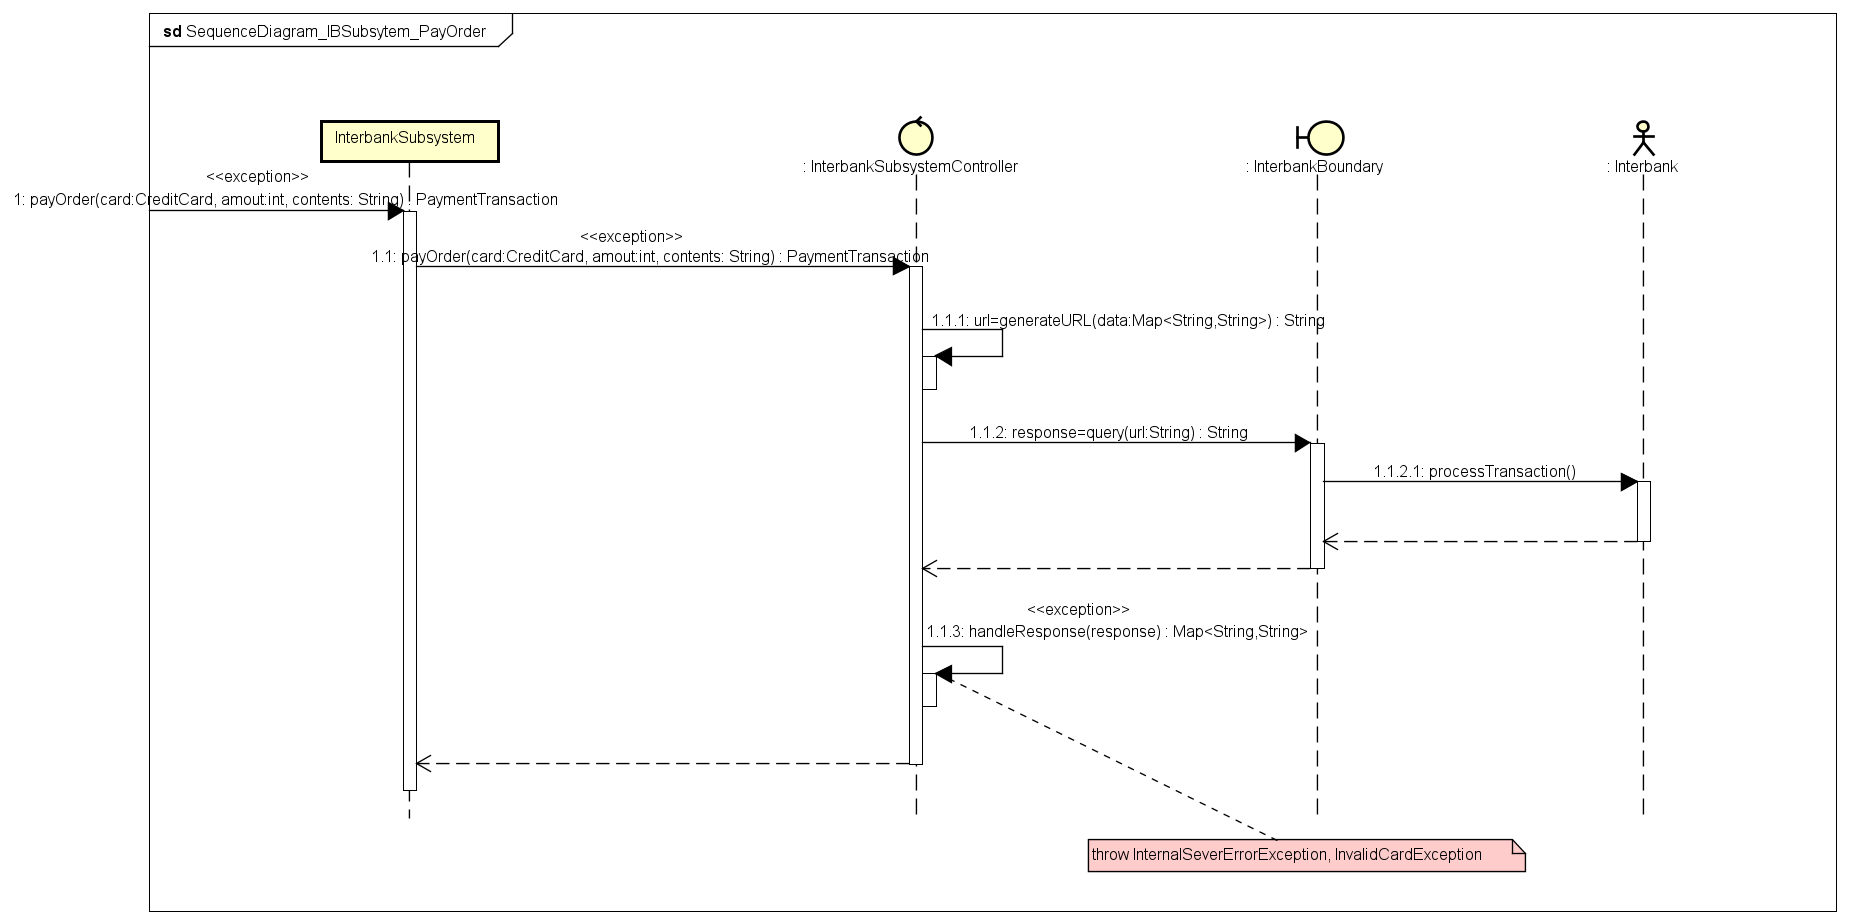 sd SequenceDiagram_IBSubsytem_PayOrder
InterbankSubsystem
: InterbankSubsystemController
: InterbankBoundary
: Interbank
<<exception>>
1: payOrder(card:CreditCard, amout:int, contents: String) : PaymentTransaction
<<exception>>
1.1: payOrder(card:CreditCard, amout:int, contents: String) : PaymentTransaction
1.1.1: url=generateURL(data:Map<String,String>) : String
1.1.2: response=query(url:String) : String
1.1.2.1: processTransaction()
<<exception>>
1.1.3: handleResponse(response) : Map<String,String>
throw InternalSeverErrorException, InvalidCardException